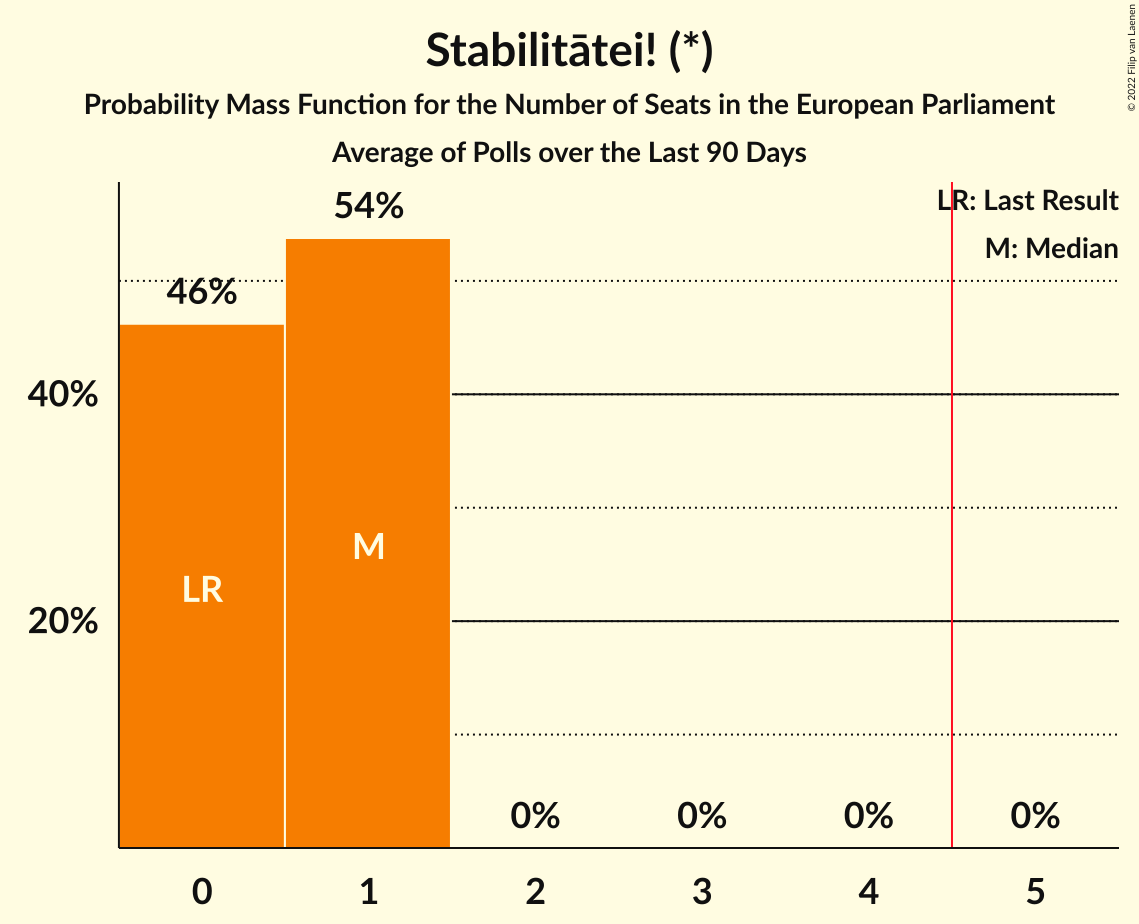 Stabilitātei! (*)
Probability Mass Function for the Number of Seats in the European Parliament
Average of Polls over the Last 90 Days
© 2022 Filip van Laenen
LR: Last Result
M: Median
54%
46%
40%
20%
M
LR
0% 0% 0% 0%
0 1 2 3 4 5